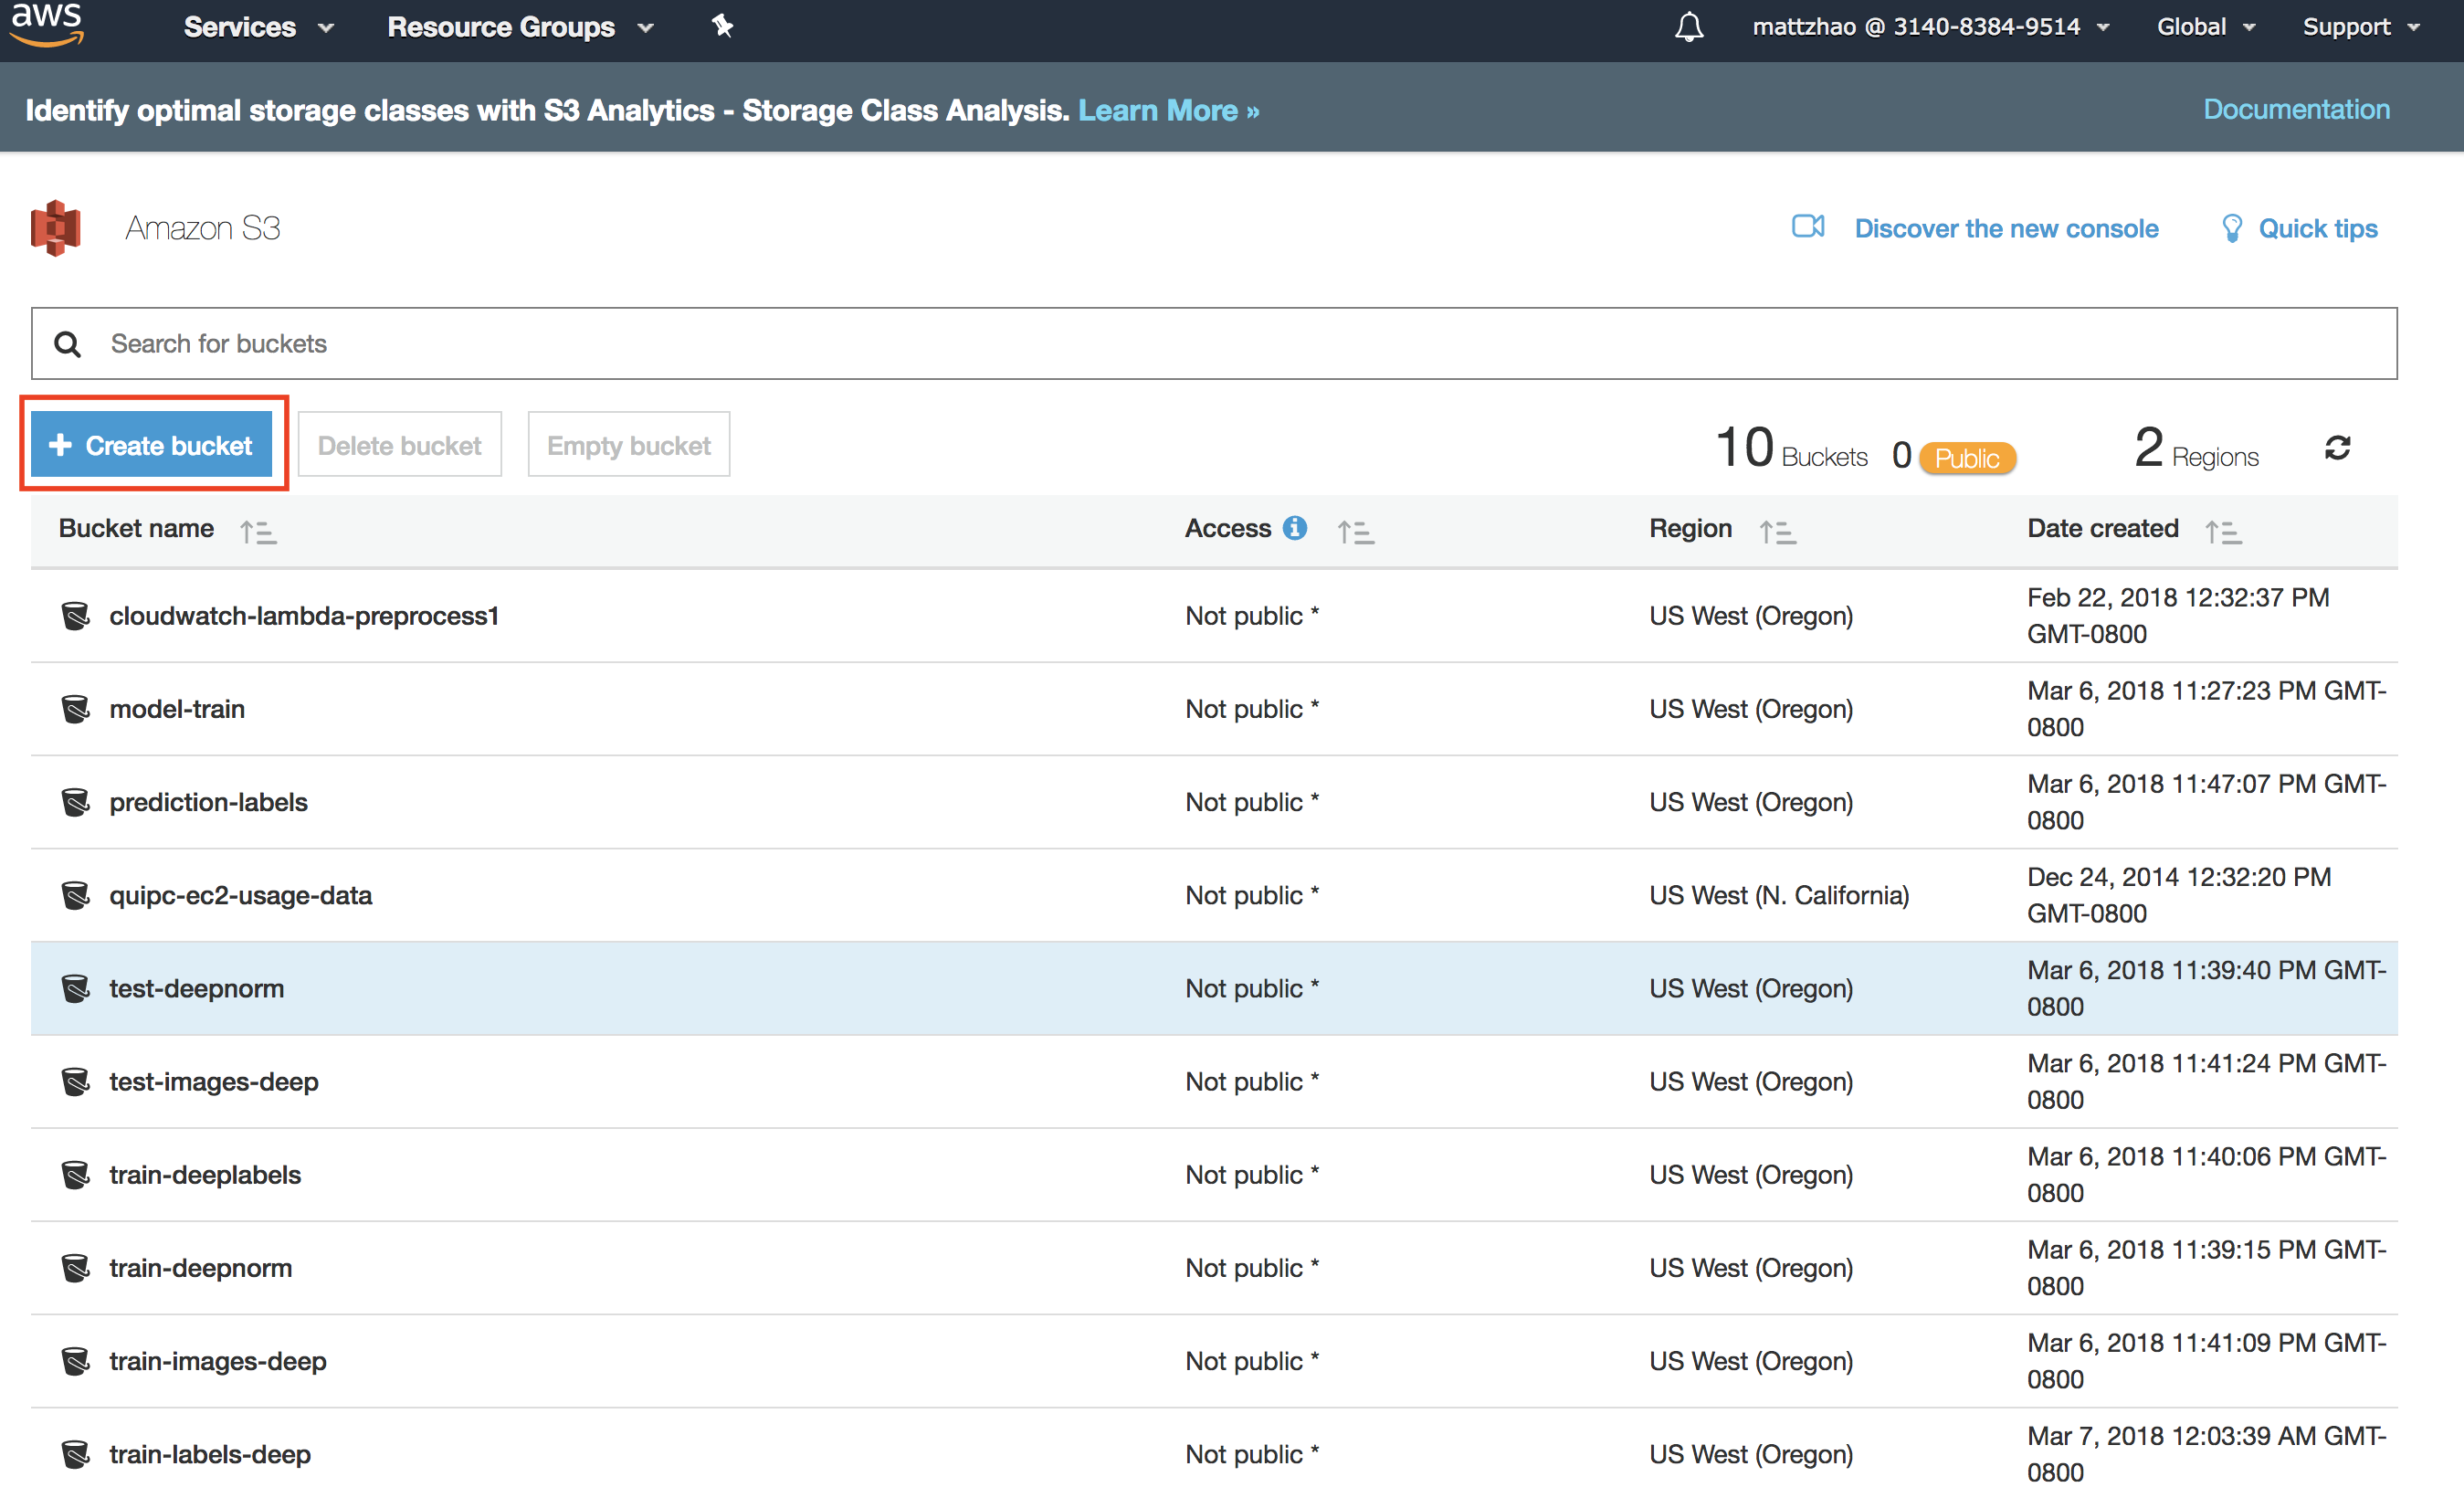 aws Services Resource Groups mattzhao @ 3140-8384-9514 Global Support
Identify optimal storage classes with S3 Analytics - Storage Class Analysis. Learn More » Documentation
Amazon S3 Discover the new console Quick tips
Search for buckets
+ Create bucket Delete bucket Empty bucket 10 Buckets 0 Public 2 Regions
Bucket name Access Region Date created
cloudwatch-lambda-preprocess1 Not public * US West (Oregon) Feb 22, 2018 12:32:37 PM
GMT-0800
model-train Not public * US West (Oregon) Mar 6, 2018 11:27:23 PM GMT-
0800
prediction-labels Not public * US West (Oregon) Mar 6, 2018 11:47:07 PM GMT-
0800
quipc-ec2-usage-data Not public * US West (N. California) Dec 24, 2014 12:32:20 PM
GMT-0800
test-deepnorm Not public * US West (Oregon) Mar 6, 2018 11:39:40 PM GMT-
0800
test-images-deep Not public * US West (Oregon) Mar 6, 2018 11:41:24 PM GMT-
0800
train-deeplabels Not public * US West (Oregon) Mar 6, 2018 11:40:06 PM GMT-
0800
train-deepnorm Not public * US West (Oregon) Mar 6, 2018 11:39:15 PM GMT-
0800
train-images-deep Not public * US West (Oregon) Mar 6, 2018 11:41:09 PM GMT-
0800
train-labels-deep Not public * US West (Oregon) Mar 7, 2018 12:03:39 AM GMT-
0800